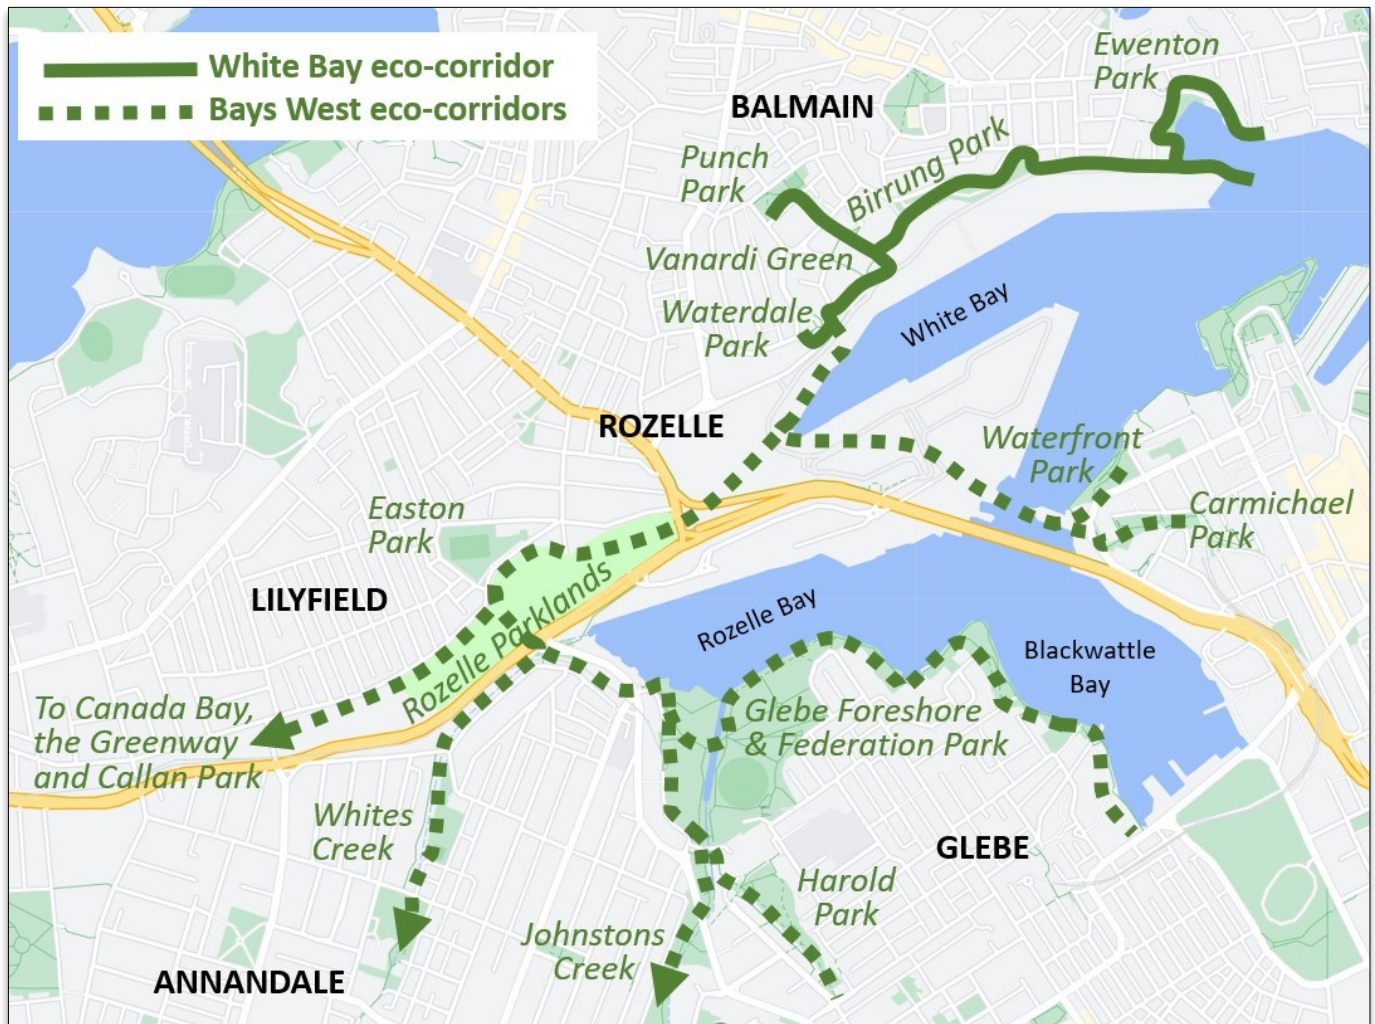 White Bay eco-corridor
Bays West eco-corridors
Ewenton
Park
BALMAIN
Punch
Park
Birrung Park
Vanardi Green
Waterdale
Park
White Bay
ROZELLE
Waterfront
Park
Carmichael
Park
Easton
Park
LILYFIELD
Rozelle Parklands
Rozelle Bay
Blackwattle
Bay
To Canada Bay,
the Greenway
and Callan Park
Glebe Foreshore
& Federation Park
Whites
Creek
GLEBE
Harold
Park
Johnstons
Creek
ANNANDALE